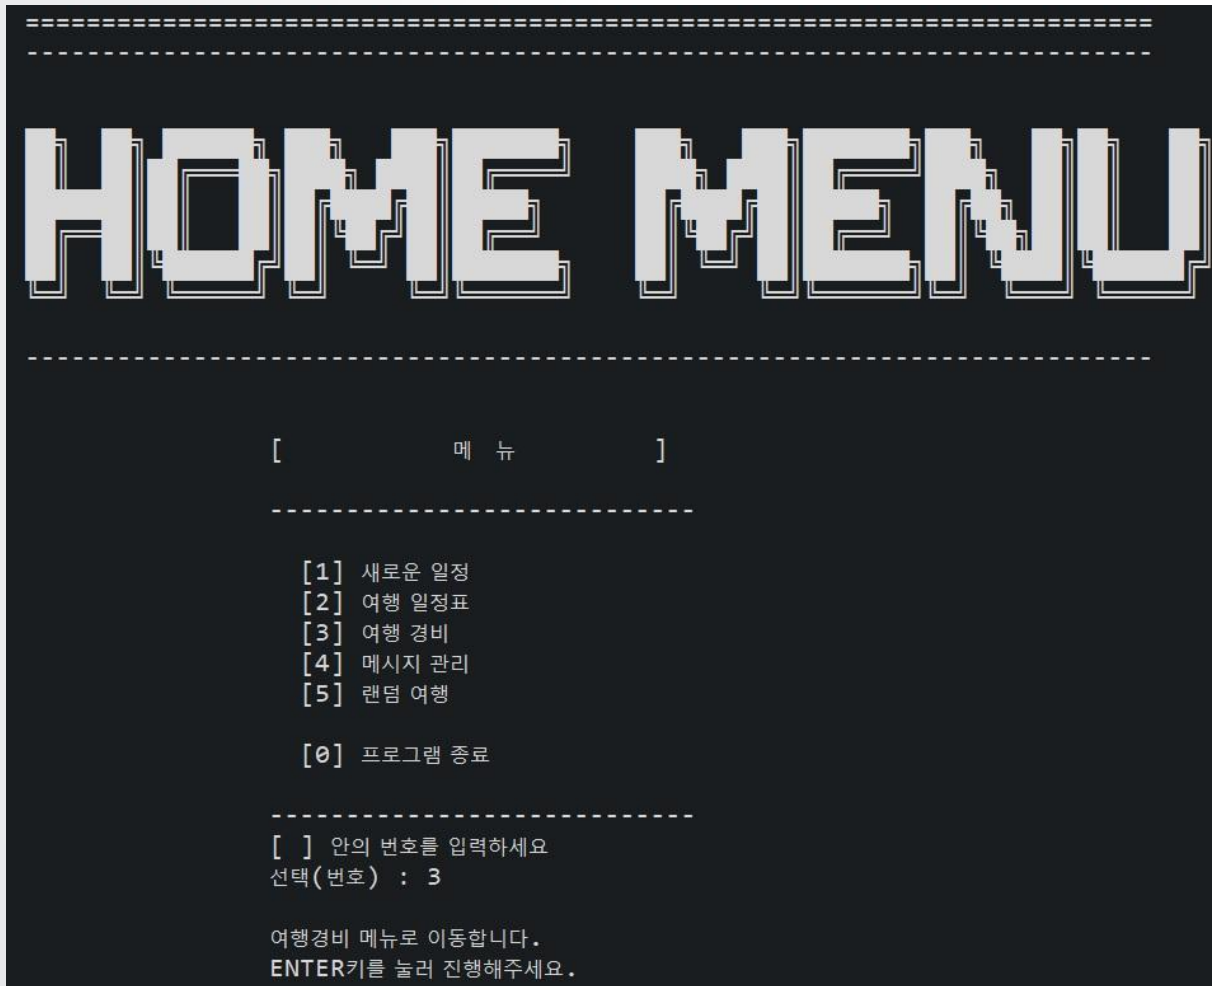 HOME MENU
[ 메 뉴 ]
[1] 새로운 일정
[2] 여행 일정표
[3] 여행 경비
[4] 메시지 관리
[5] 랜덤 여행
[0] 프로그램 종료
[ ] 안의 번호를 입력하세요
선택(번호) : 3
여행경비 메뉴로 이동합니다.
ENTER키를 눌러 진행해주세요.